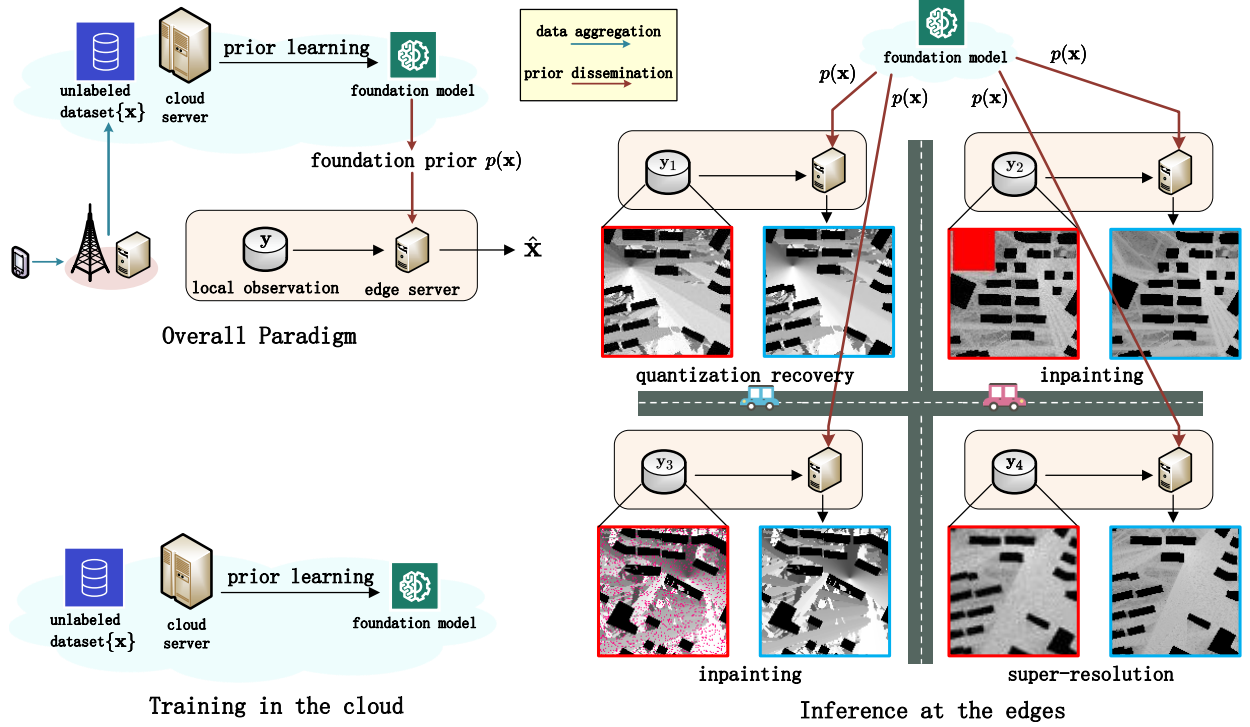 prior learning
unlabeled
dataset{x}
cloud
server
foundation model
foundation prior p(x)
y
x̂
local observation
edge server
Overall Paradigm
data aggregation
prior dissemination
prior learning
unlabeled
dataset{x}
cloud
server
foundation model
Training in the cloud
foundation model
p(x)
p(x)
p(x)
p(x)
y₁
quantization recovery
y₂
inpainting
y₃
inpainting
y₄
super-resolution
Inference at the edges